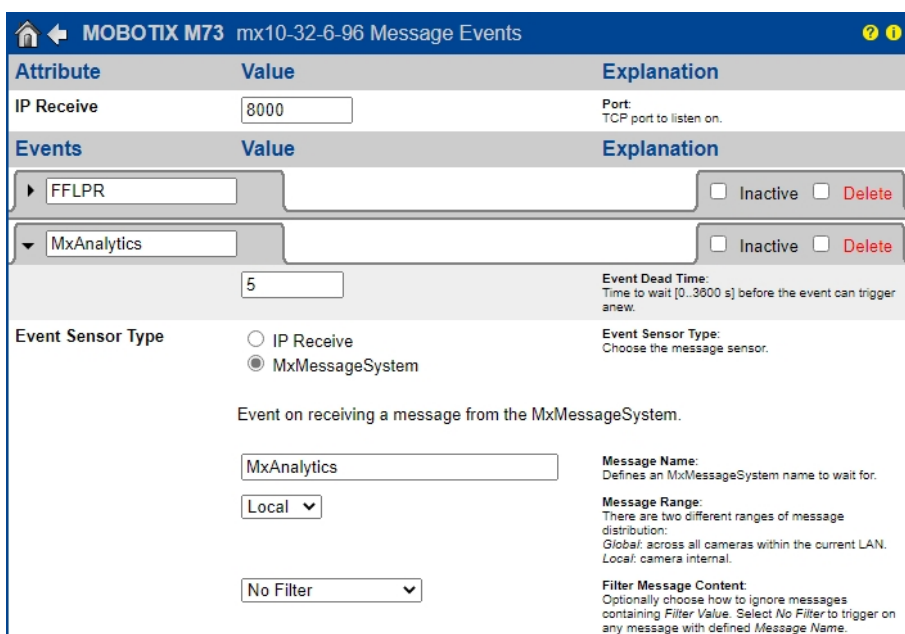 MOBOTIX M73 mx10-32-6-96 Message Events ? i
Attribute Value Explanation
IP Receive 8000 Port:
TCP port to listen on.
Events Value Explanation
FFLPR Inactive Delete
MxAnalytics Inactive Delete
5 Event Dead Time:
Time to wait [0..3600 s] before the event can trigger
anew.
Event Sensor Type IP Receive Event Sensor Type:
Choose the message sensor.
MxMessageSystem
Event on receiving a message from the MxMessageSystem.
MxAnalytics Message Name:
Defines an MxMessageSystem name to wait for.
Local Message Range:
There are two different ranges of message
distribution:
Global: across all cameras within the current LAN.
Local: camera internal.
No Filter Filter Message Content:
Optionally choose how to ignore messages
containing Filter Value. Select No Filter to trigger on
any message with defined Message Name.